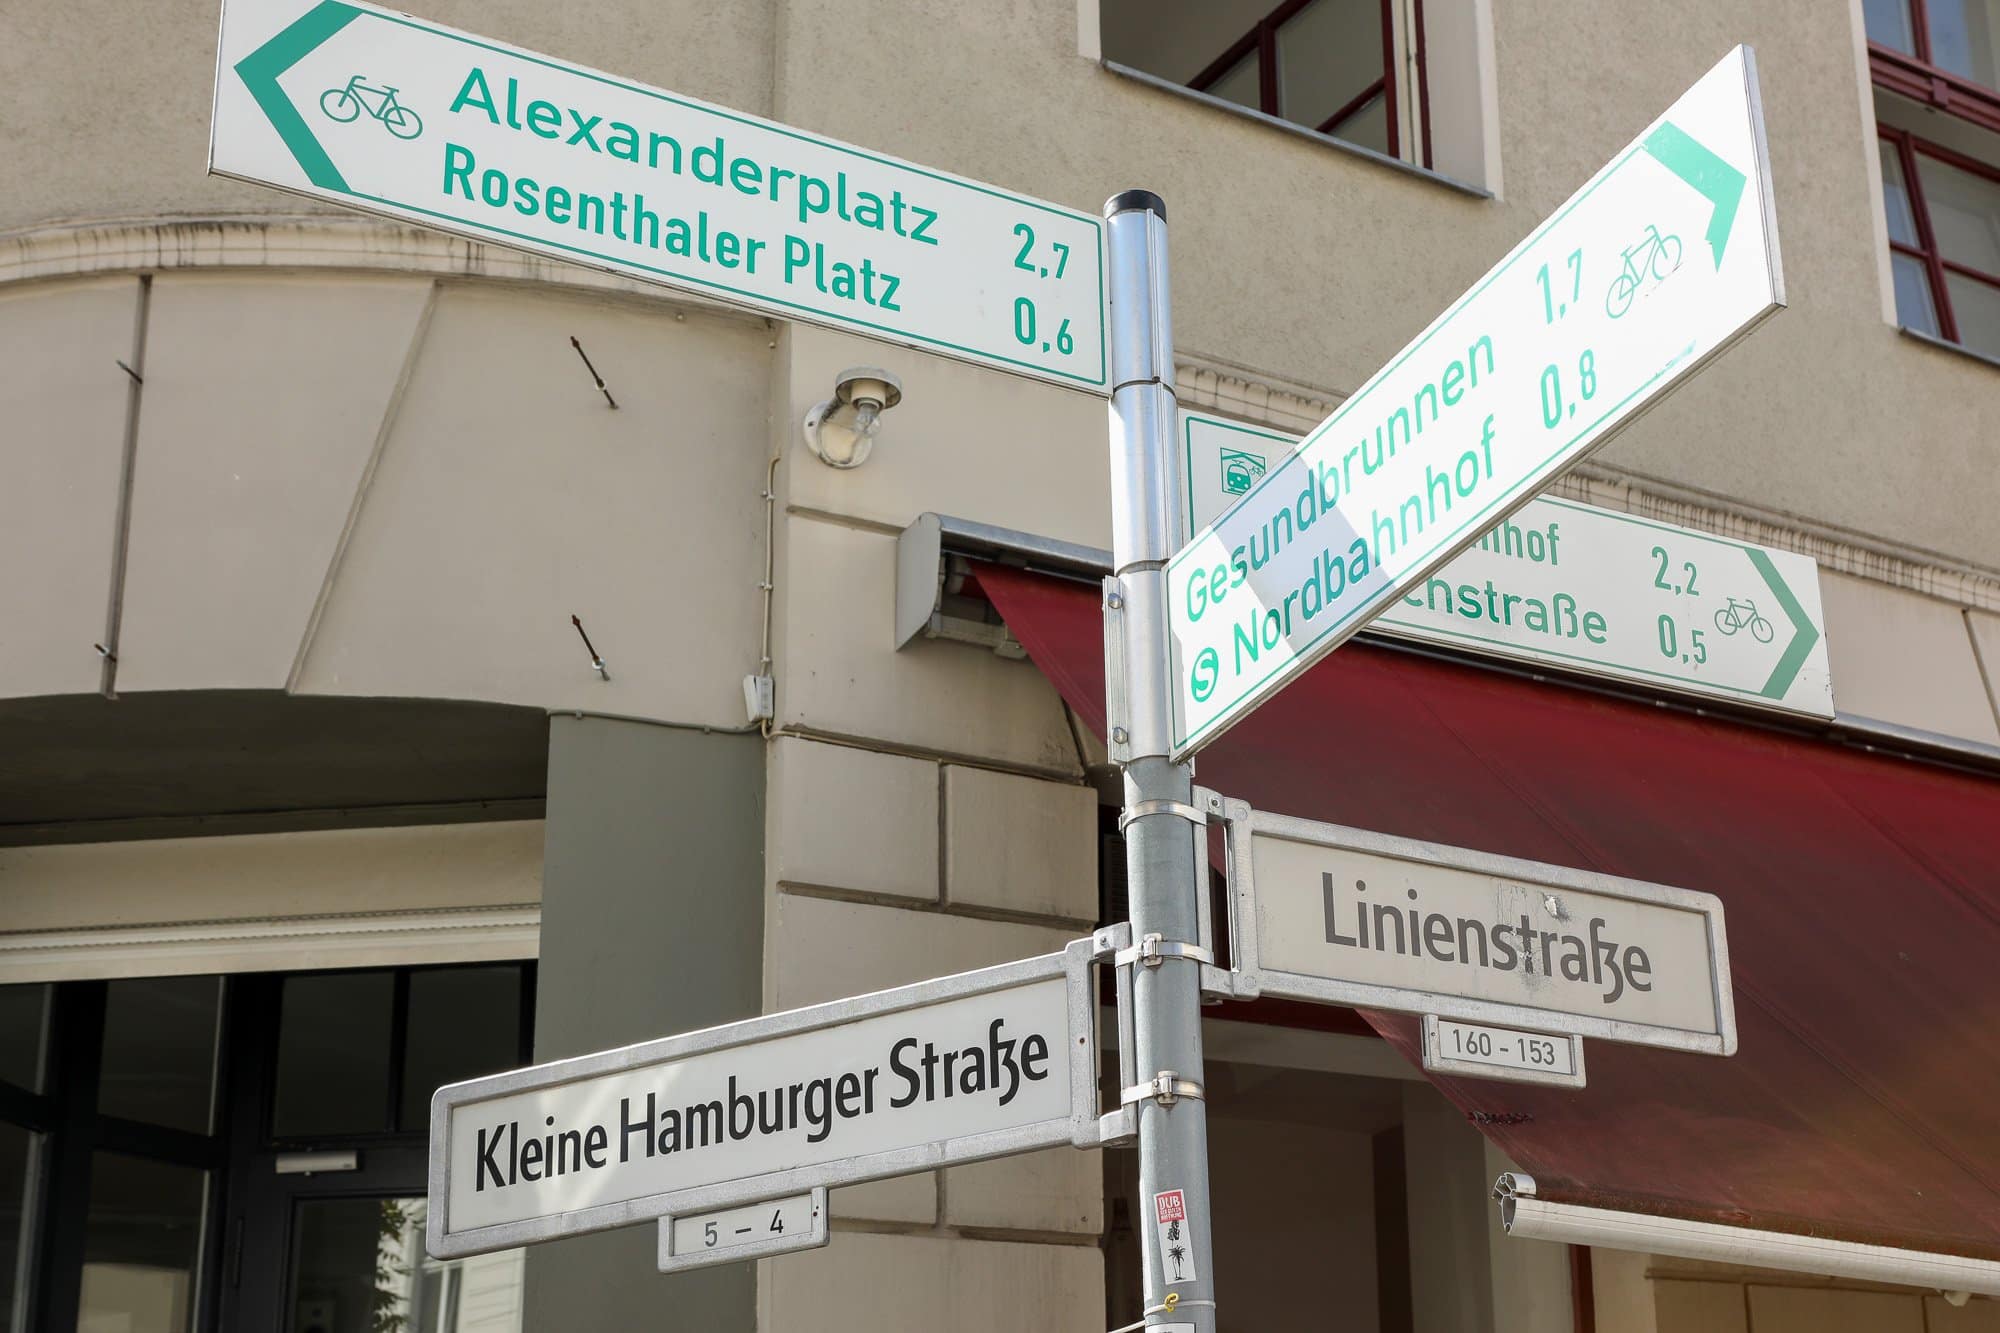 Alexanderplatz 2,7
Rosenthaler Platz 0,6
Gesundbrunnen 1,7
S Nordbahnhof 0,8
2,2
0,5
Linienstraße
160 - 153
Kleine Hamburger Straße
5 – 4
DUB